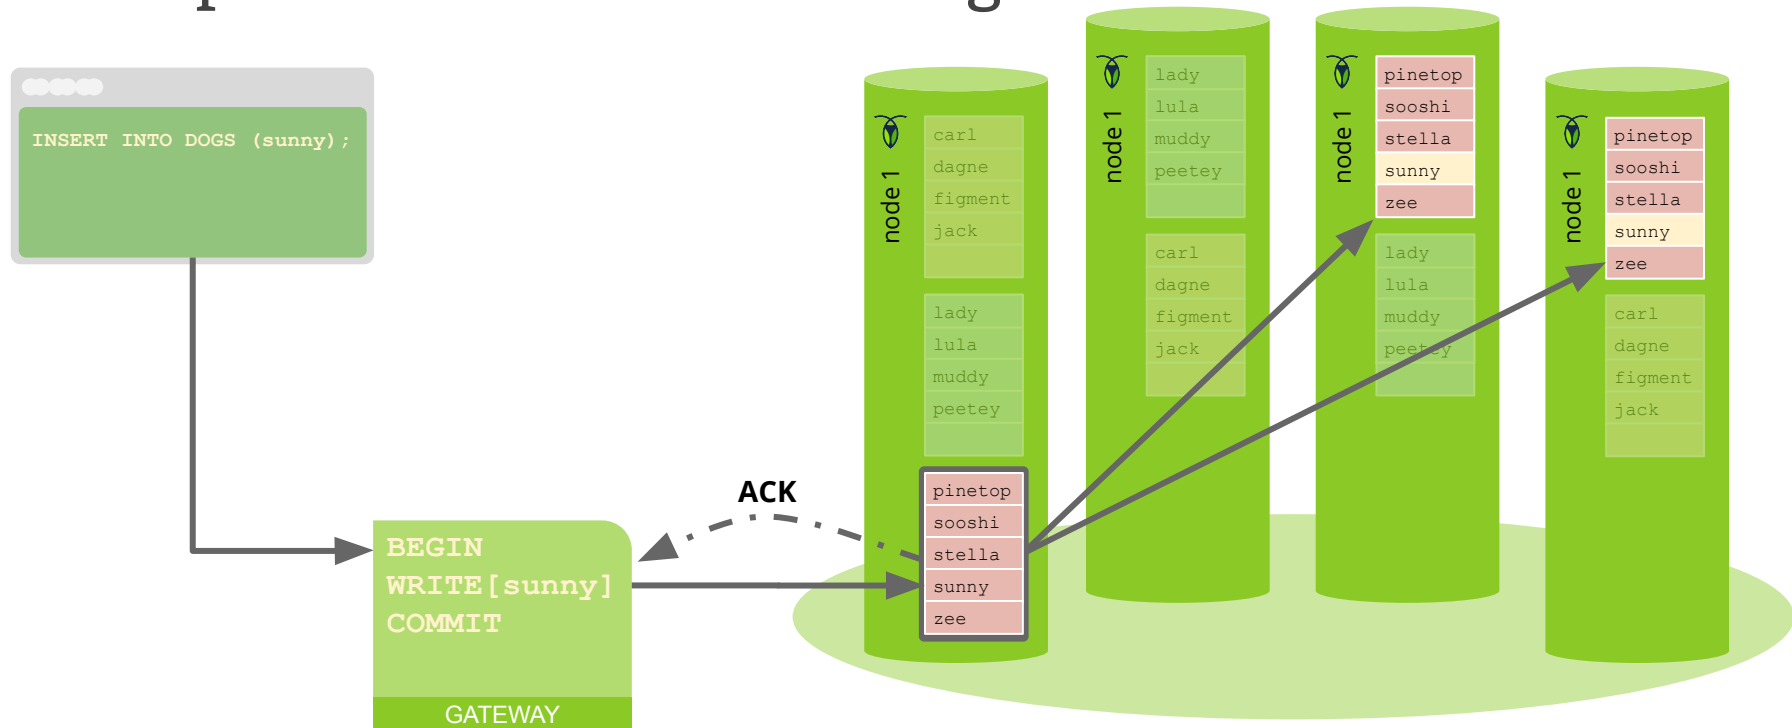 INSERT INTO DOGS (sunny);
BEGIN
WRITE[sunny]
COMMIT
GATEWAY
ACK
node 1
carl
dagne
figment
jack
lady
lula
muddy
peetey
pinetop
sooshi
stella
sunny
zee
node 1
lady
lula
muddy
peetey
carl
dagne
figment
jack
node 1
pinetop
sooshi
stella
sunny
zee
lady
lula
muddy
peetey
node 1
pinetop
sooshi
stella
sunny
zee
carl
dagne
figment
jack